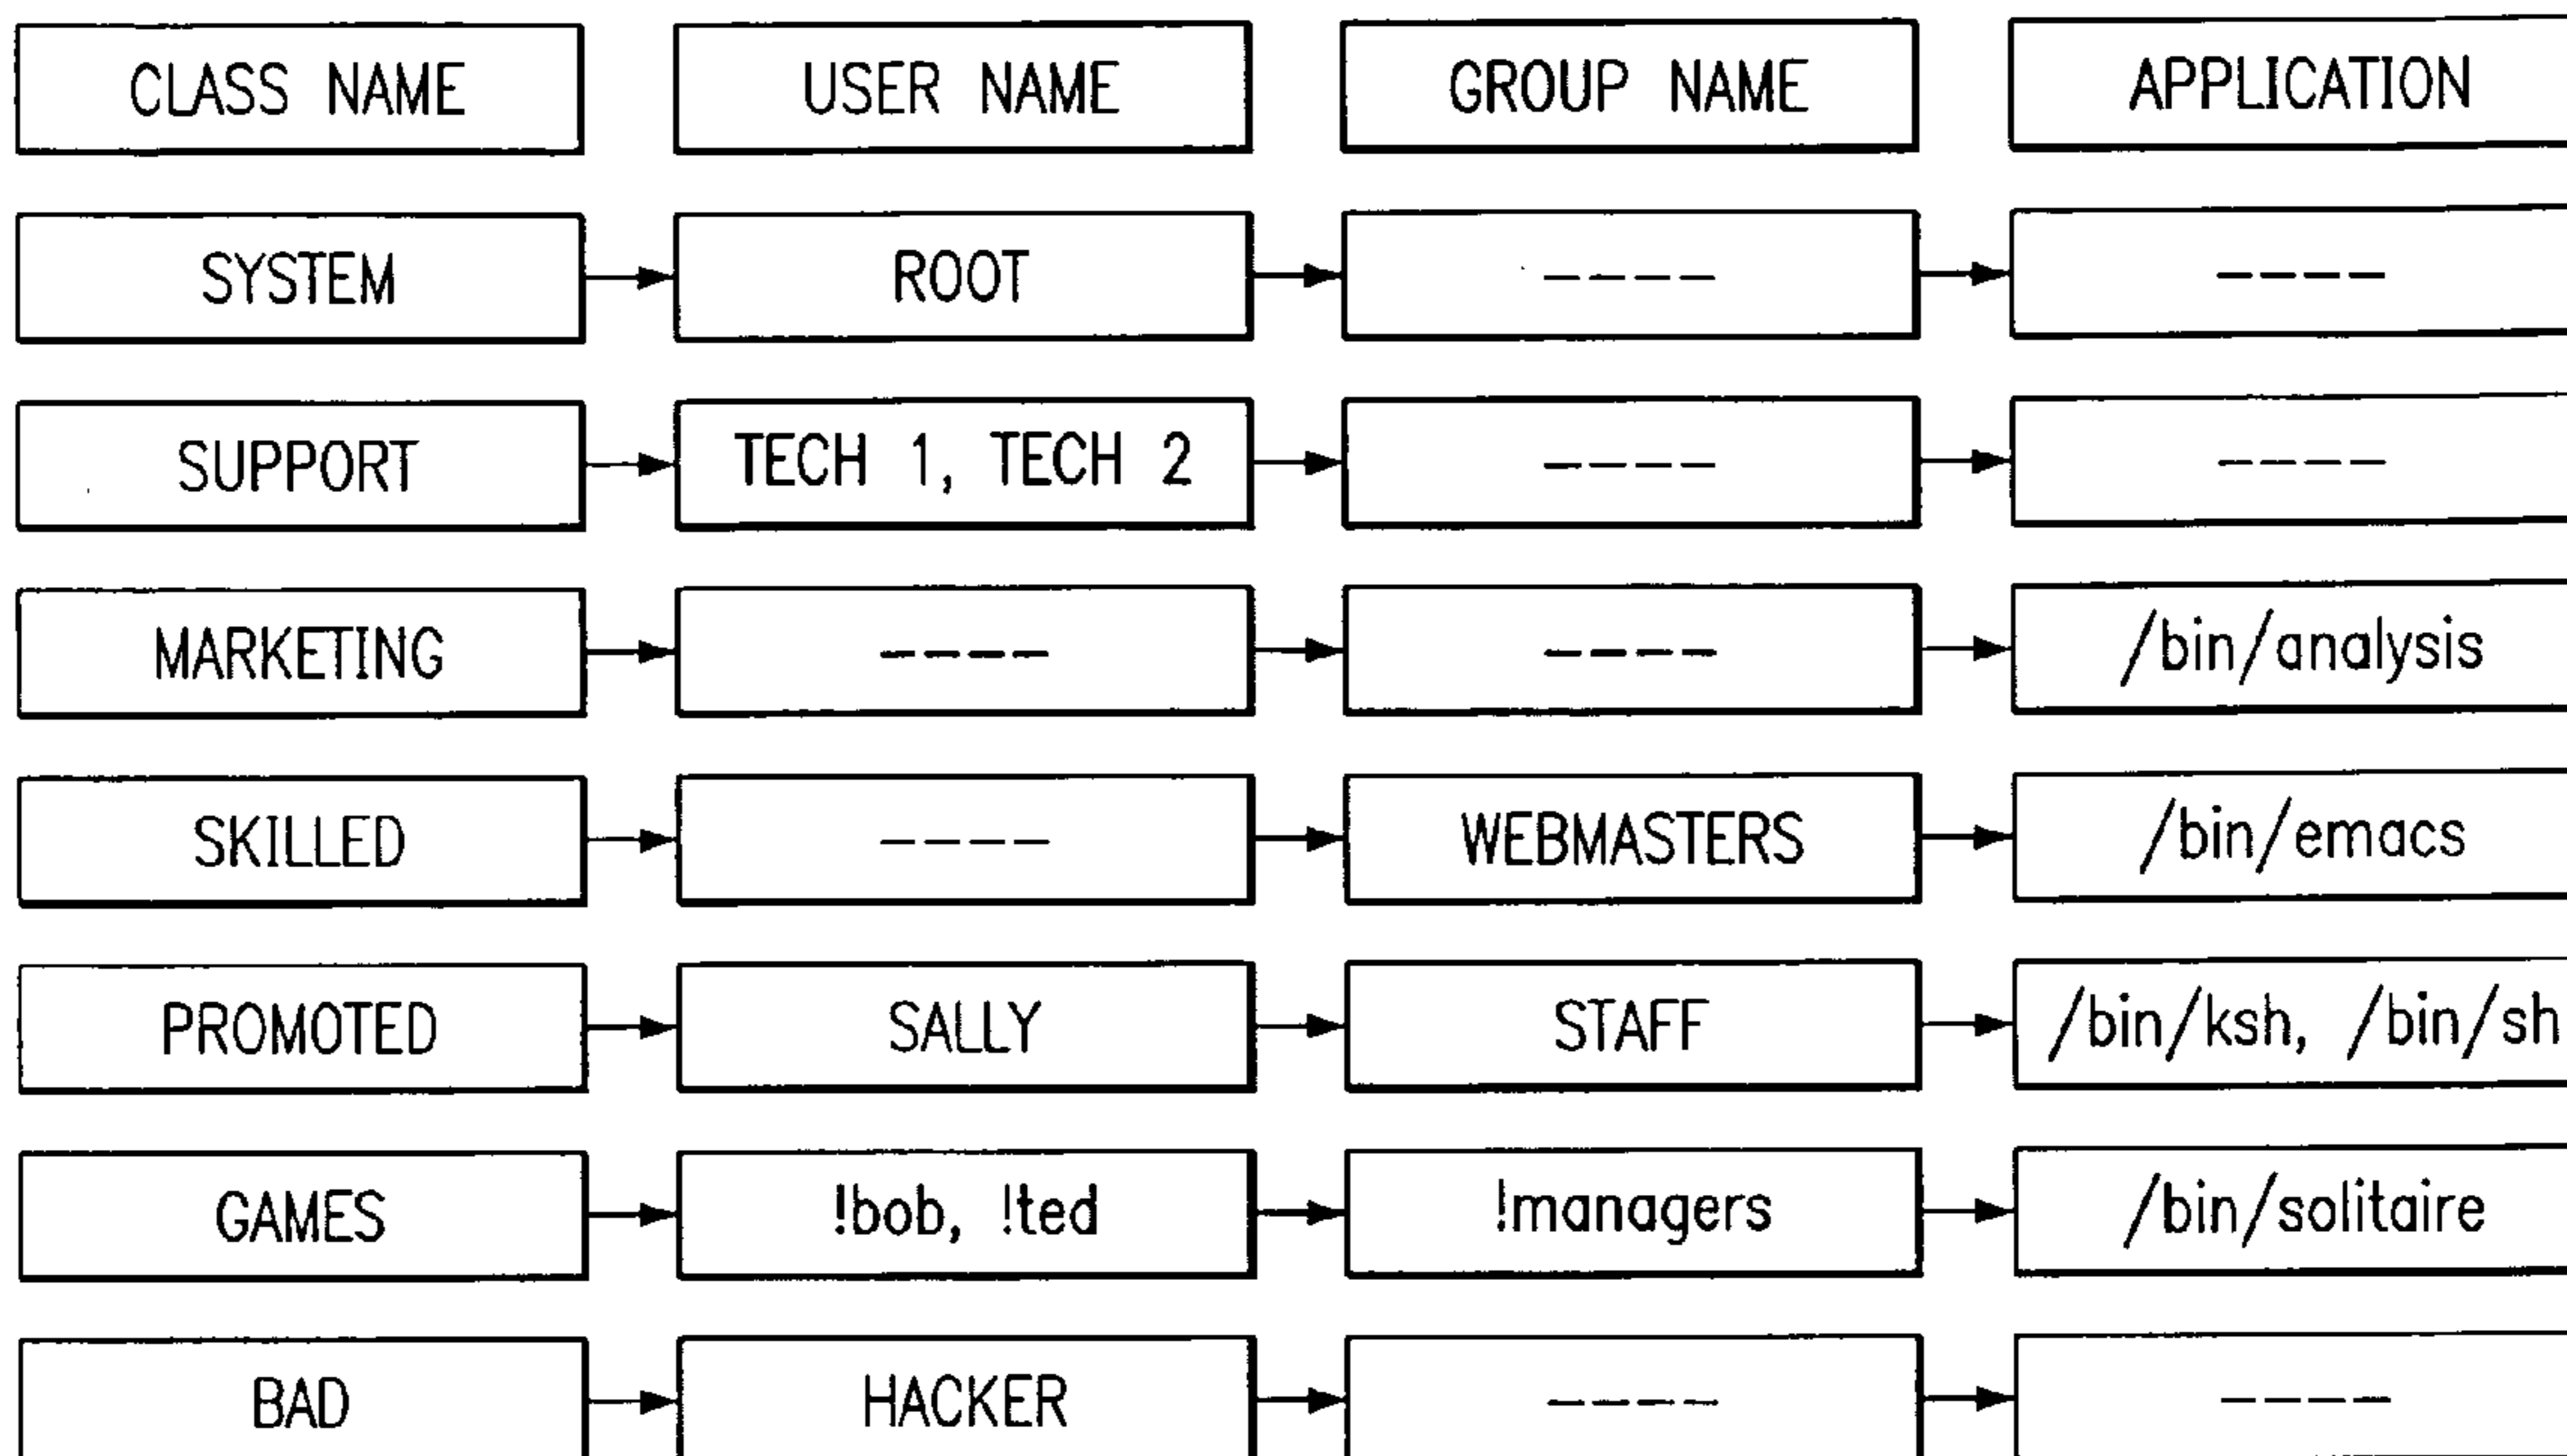 CLASS NAME USER NAME GROUP NAME APPLICATION
SYSTEM ROOT ---- ----
SUPPORT TECH 1, TECH 2 ---- ----
MARKETING ---- ---- /bin/analysis
SKILLED ---- WEBMASTERS /bin/emacs
PROMOTED SALLY STAFF /bin/ksh, /bin/sh
GAMES !bob, !ted !managers /bin/solitaire
BAD HACKER ---- ----